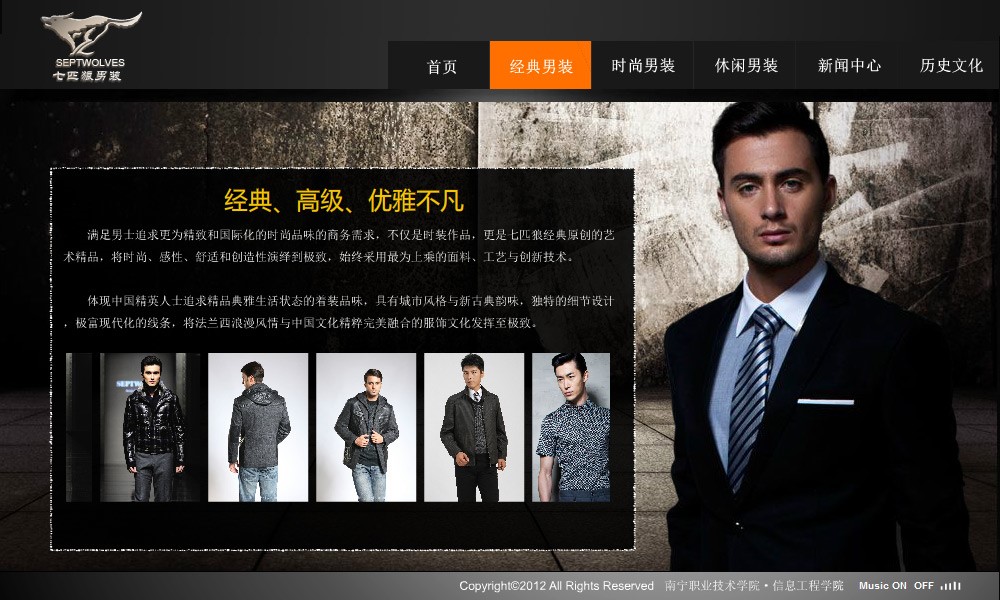 SEPTWOLVES
七匹狼男装
首页 经典男装 时尚男装 休闲男装 新闻中心 历史文化
经典、高级、优雅不凡
满足男士追求更为精致和国际化的时尚品味的商务需求，不仅是时装作品，更是七匹狼经典原创的艺
术精品，将时尚、感性、舒适和创造性演绎到极致，始终采用最为上乘的面料、工艺与创新技术。
体现中国精英人士追求精品典雅生活状态的着装品味，具有城市风格与新古典韵味，独特的细节设计
，极富现代化的线条，将法兰西浪漫风情与中国文化精粹完美融合的服饰文化发挥至极致。
Copyright©2012 All Rights Reserved 南宁职业技术学院·信息工程学院 Music ON OFF